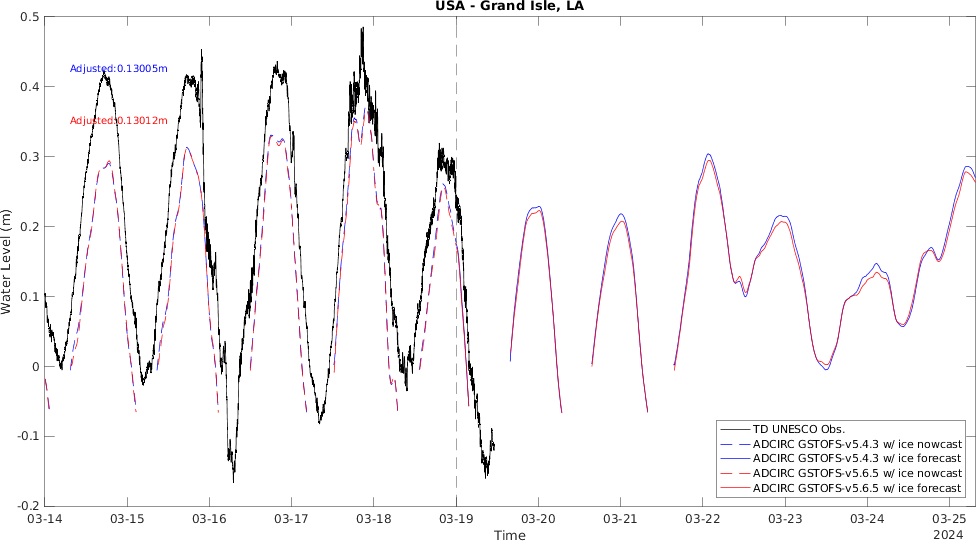 USA - Grand Isle, LA
0.5
0.4
0.3
0.2
0.1
0
-0.1
-0.2
Water Level (m)
Adjusted:0.13005m
Adjusted:0.13012m
TD UNESCO Obs.
ADCIRC GSTOFS-v5.4.3 w/ ice nowcast
ADCIRC GSTOFS-v5.4.3 w/ ice forecast
ADCIRC GSTOFS-v5.6.5 w/ ice nowcast
ADCIRC GSTOFS-v5.6.5 w/ ice forecast
03-14 03-15 03-16 03-17 03-18 03-19 03-20 03-21 03-22 03-23 03-24 03-25
Time
2024